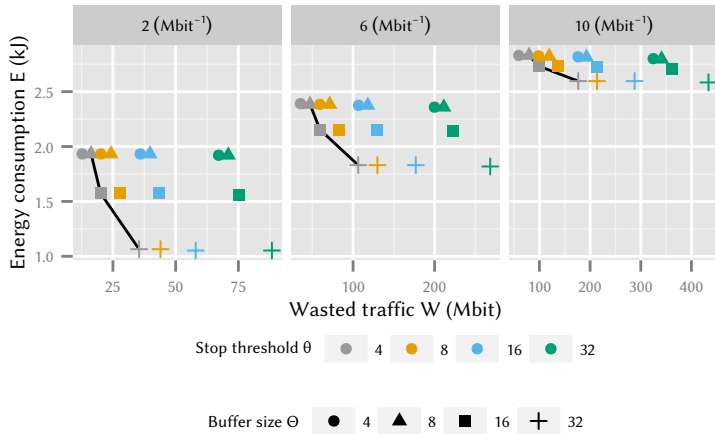 2 (Mbit⁻¹) 6 (Mbit⁻¹) 10 (Mbit⁻¹)
Energy consumption E (kJ)
2.5
2.0
1.5
1.0
25 50 75 100 200 100 200 300 400
Wasted traffic W (Mbit)
Stop threshold θ 4 8 16 32
Buffer size Θ 4 8 16 32